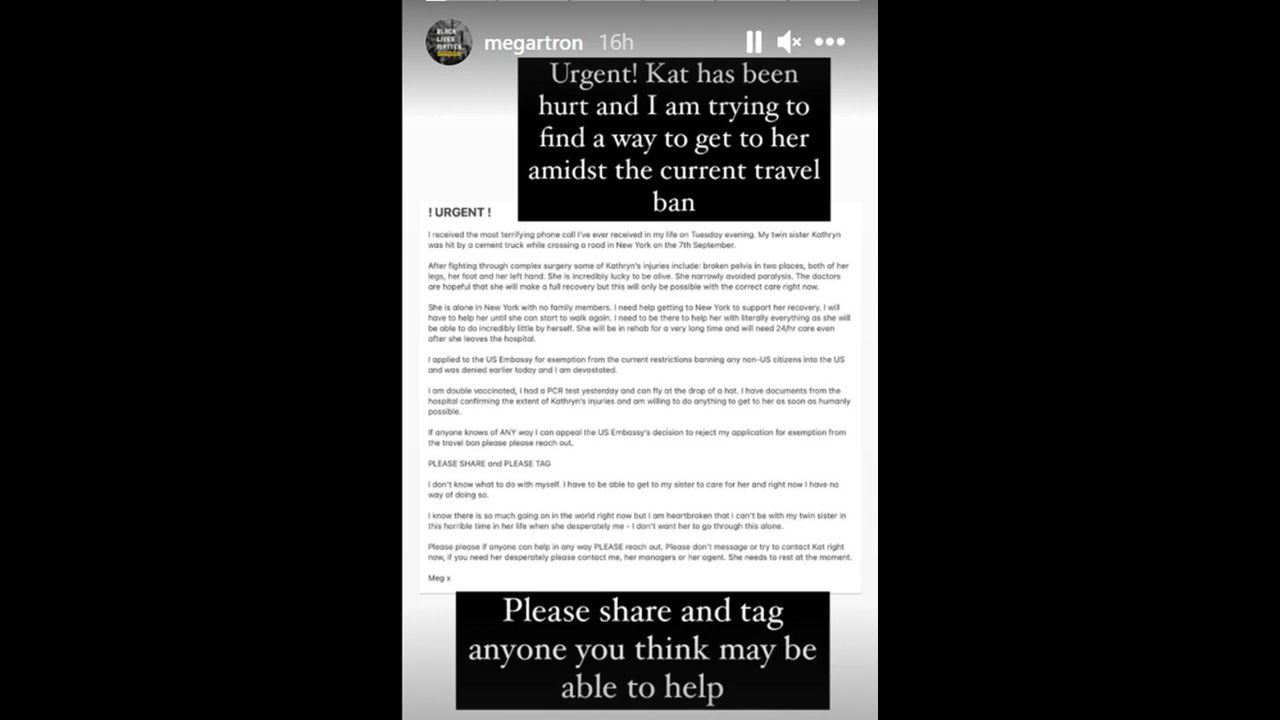 BLACK
LIVES
MATTER
megartron 16h
Urgent! Kat has been
hurt and I am trying to
find a way to get to her
amidst the current travel
ban
! URGENT !
I received the most terrifying phone call I've ever received in my life on Tuesday evening. My twin sister Kathryn
was hit by a cement truck while crossing a road in New York on the 7th September.
After fighting through complex surgery some of Kathryn's injuries include: broken pelvis in two places, both of her
legs, her foot and her left hand. She is incredibly lucky to be alive. She narrowly avoided paralysis. The doctors
are hopeful that she will make a full recovery but this will only be possible with the correct care right now.
She is alone in New York with no family members. I need help getting to New York to support her recovery. I will
have to help her until she can start to walk again. I need to be there to help her with literally everything as she will
be able to do incredibly little by herself. She will be in rehab for a very long time and will need 24/hr care even
after she leaves the hospital.
I applied to the US Embassy for exemption from the current restrictions banning any non-US citizens into the US
and was denied earlier today and I am devastated.
I am double vaccinated, I had a PCR test yesterday and can fly at the drop of a hat. I have documents from the
hospital confirming the extent of Kathryn's injuries and am willing to do anything to get to her as soon as humanly
possible.
If anyone knows of ANY way I can appeal the US Embassy's decision to reject my application for exemption from
the travel ban please please reach out.
PLEASE SHARE and PLEASE TAG
I don't know what to do with myself. I have to be able to get to my sister to care for her and right now I have no
way of doing so.
I know there is so much going on in the world right now but I am heartbroken that i can't be with my twin sister in
this horrible time in her life when she desperately me - I don't want her to go through this alone.
Please please if anyone can help in any way PLEASE reach out. Please don't message or try to contact Kat right
now, if you need her desperately please contact me, her managers or her agent. She needs to rest at the moment.
Meg x
Please share and tag
anyone you think may be
able to help